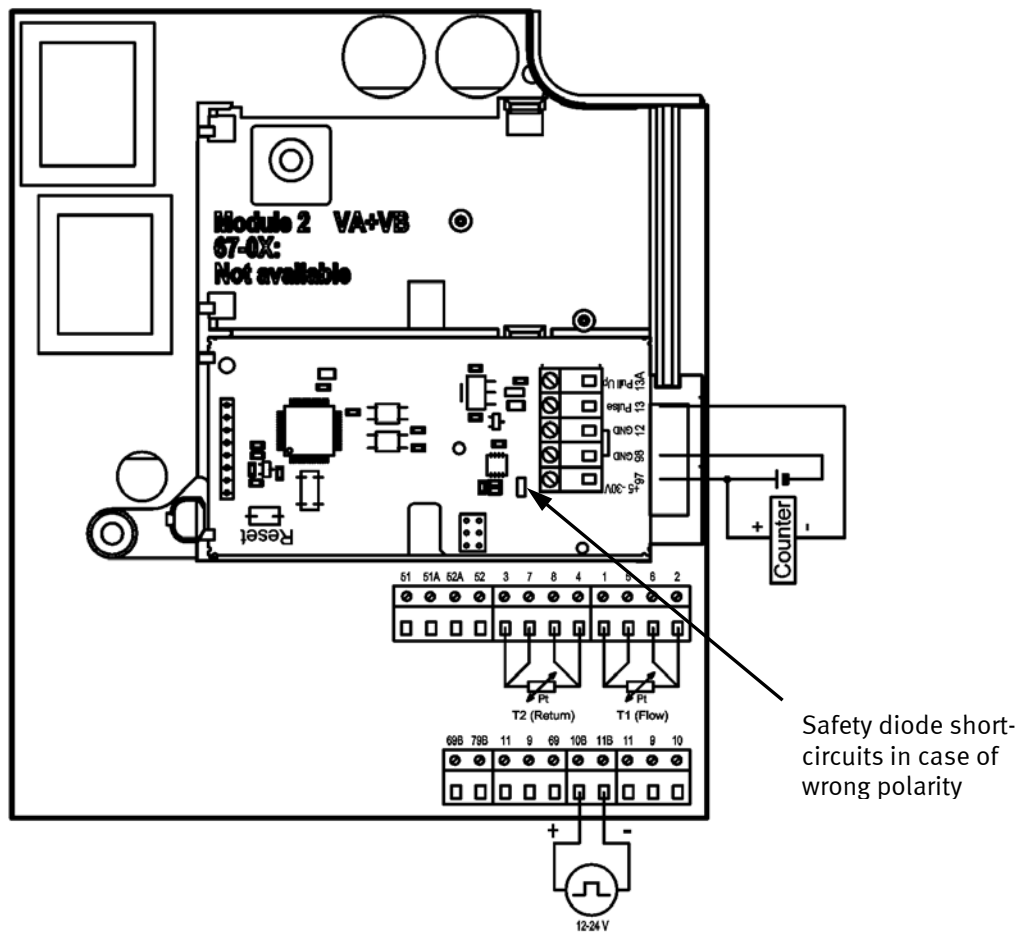 Module 2 VA+VB
67-0X:
Not available
Pull Up 13A
Pulse 13
GND 12
GND 98
+5 -30V 97
Reset
+ -
Counter
51 51A 52A 52 3 7 8 4 1 5 6 2
Pt Pt
T2 (Return) T1 (Flow)
Safety diode short-
circuits in case of
wrong polarity
69B 79B 11 9 69 10B 11B 11 9 10
+ -
12-24 V